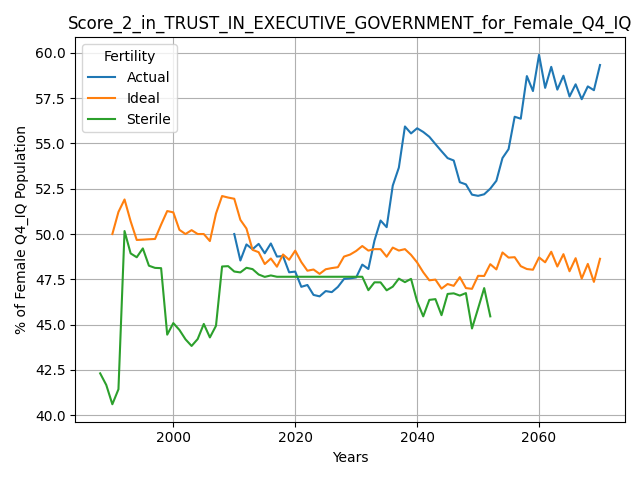 Score_2_in_TRUST_IN_EXECUTIVE_GOVERNMENT_for_Female_Q4_IQ
Fertility
Actual
Ideal
Sterile
% of Female Q4_IQ Population
60.0
57.5
55.0
52.5
50.0
47.5
45.0
42.5
40.0
2000
2020
2040
2060
Years